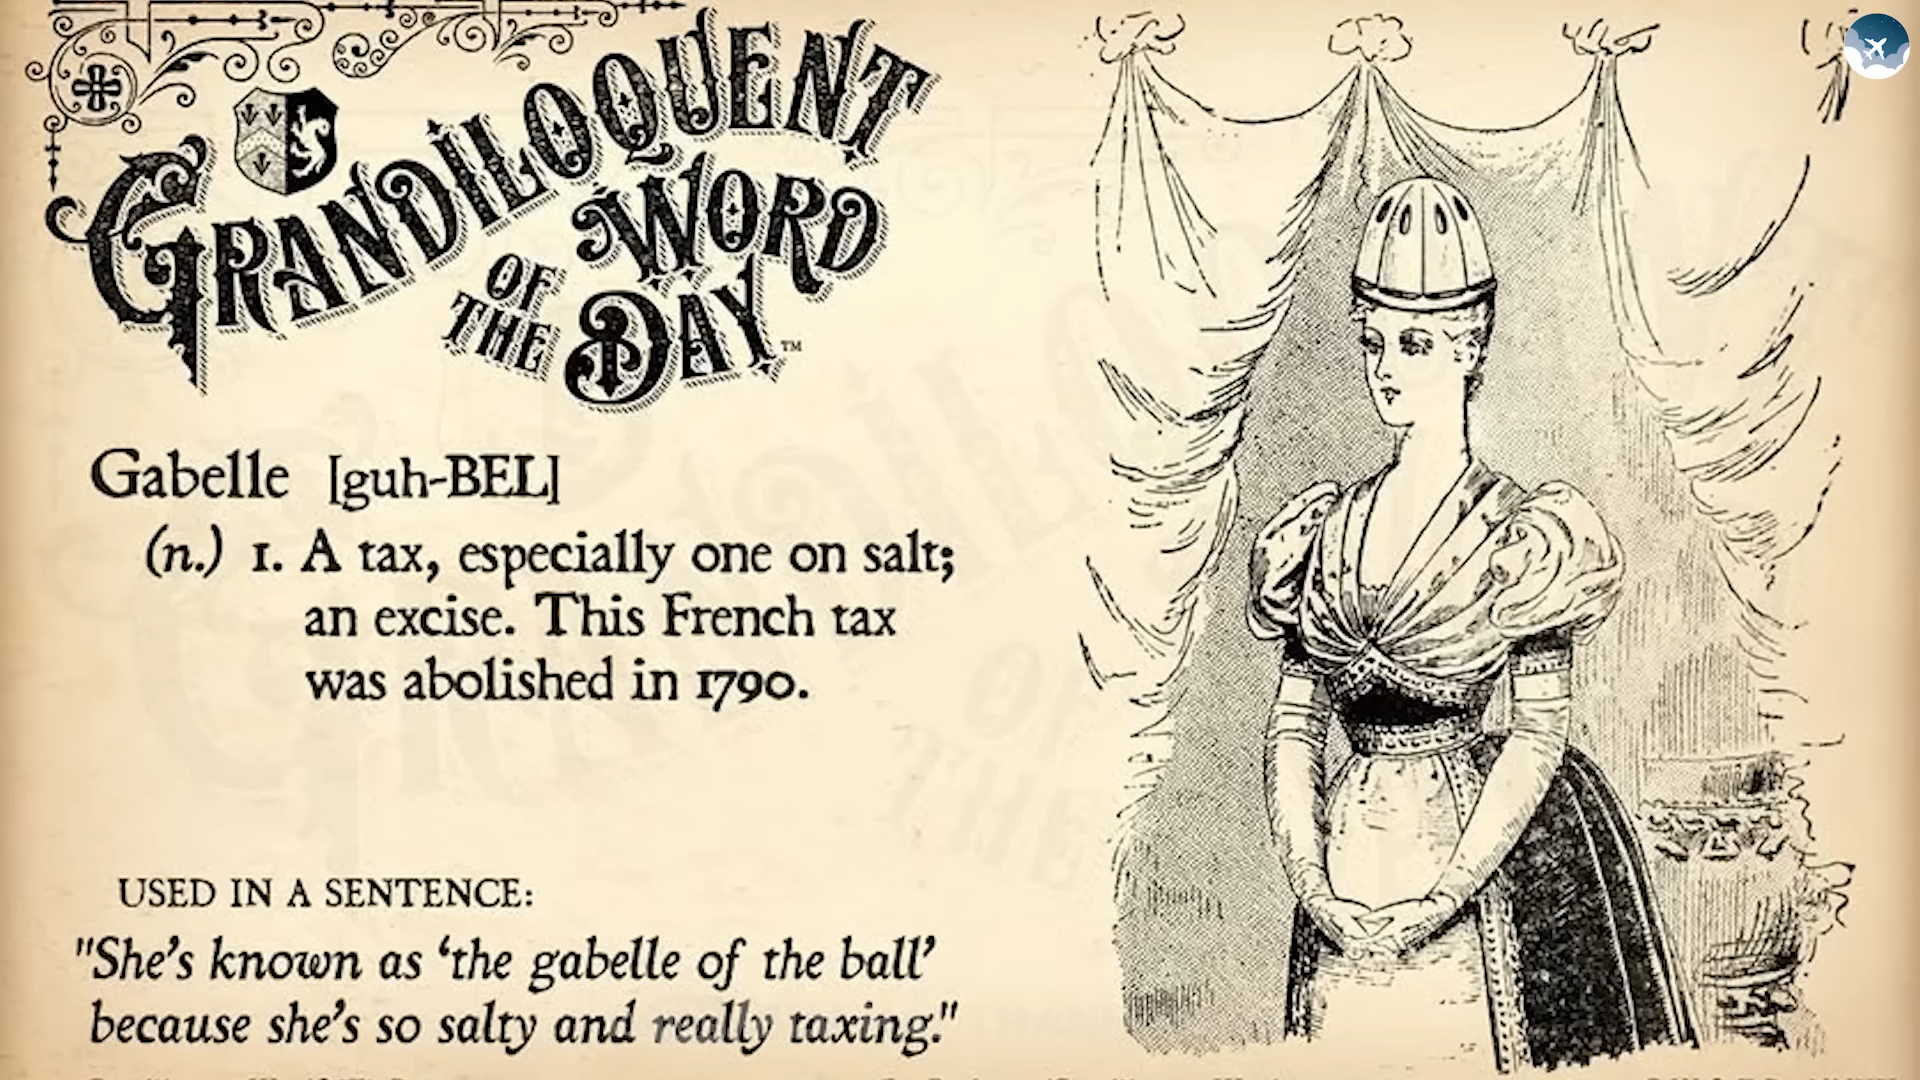 GRANDILOQUENT
WORD
OF
THE DAY™
Gabelle [guh-BEL]
(n.) 1. A tax, especially one on salt;
an excise. This French tax
was abolished in 1790.
USED IN A SENTENCE:
"She's known as 'the gabelle of the ball'
because she's so salty and really taxing."